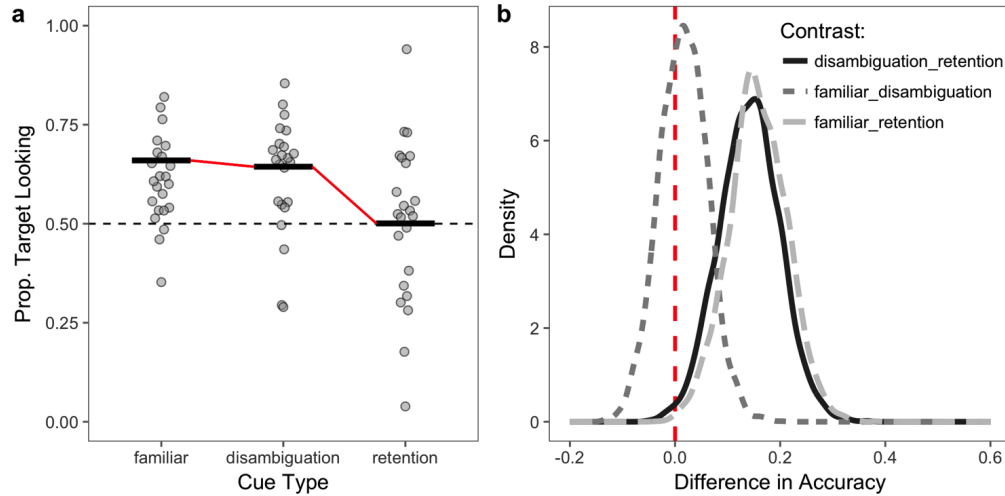 a
1.00
0.75
0.50
0.25
0.00
Prop. Target Looking
familiar disambiguation retention
Cue Type
b
8
6
4
2
0
Density
Contrast:
disambiguation_retention
familiar_disambiguation
familiar_retention
-0.2 0.0 0.2 0.4 0.6
Difference in Accuracy